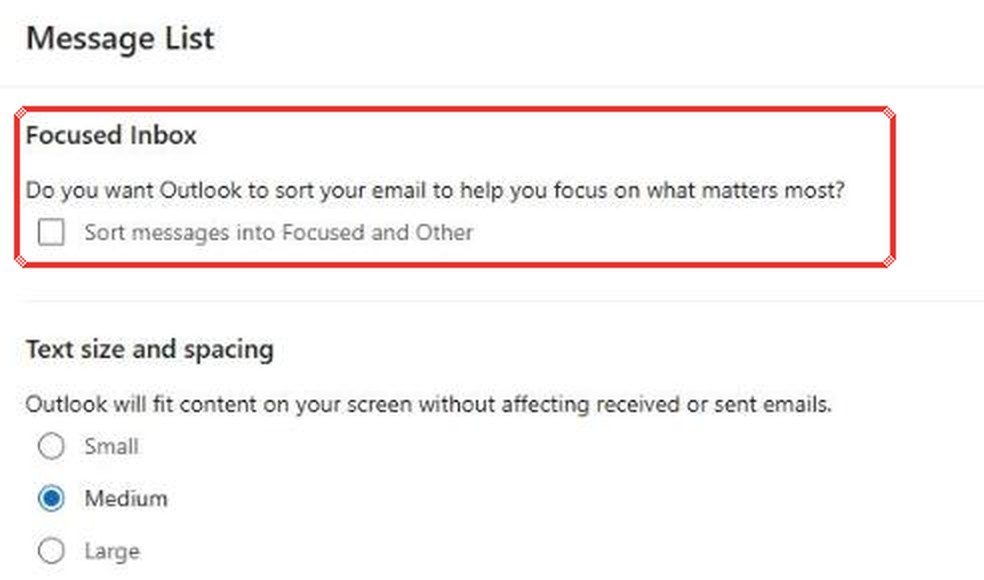 Message List
Focused Inbox
Do you want Outlook to sort your email to help you focus on what matters most?
Sort messages into Focused and Other
Text size and spacing
Outlook will fit content on your screen without affecting received or sent emails.
Small
Medium
Large